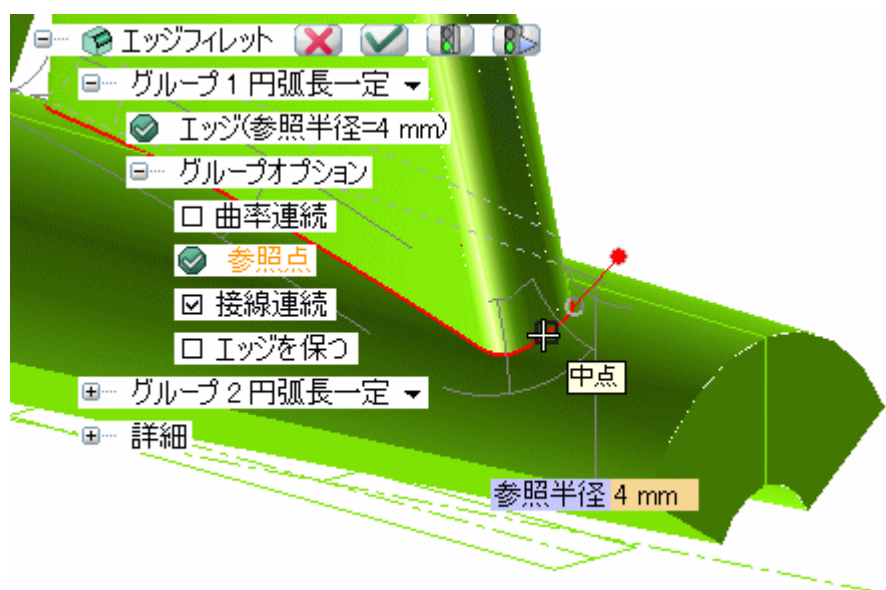 エッジフィレット
グループ 1 円弧長一定
エッジ(参照半径=4 mm)
グループオプション
曲率連続
参照点
接線連続
エッジを保つ
中点
グループ 2 円弧長一定
詳細
参照半径 4 mm